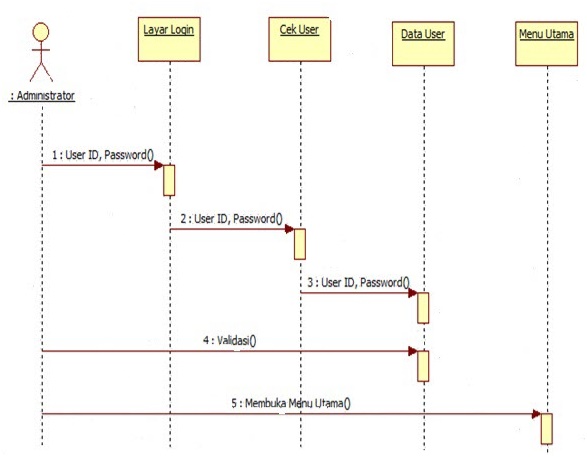 Layar Login
Cek User
Data User
Menu Utama
: Administrator
1 : User ID, Password()
2 : User ID, Password()
3 : User ID, Password()
4 : Validasi()
5 : Membuka Menu Utama()